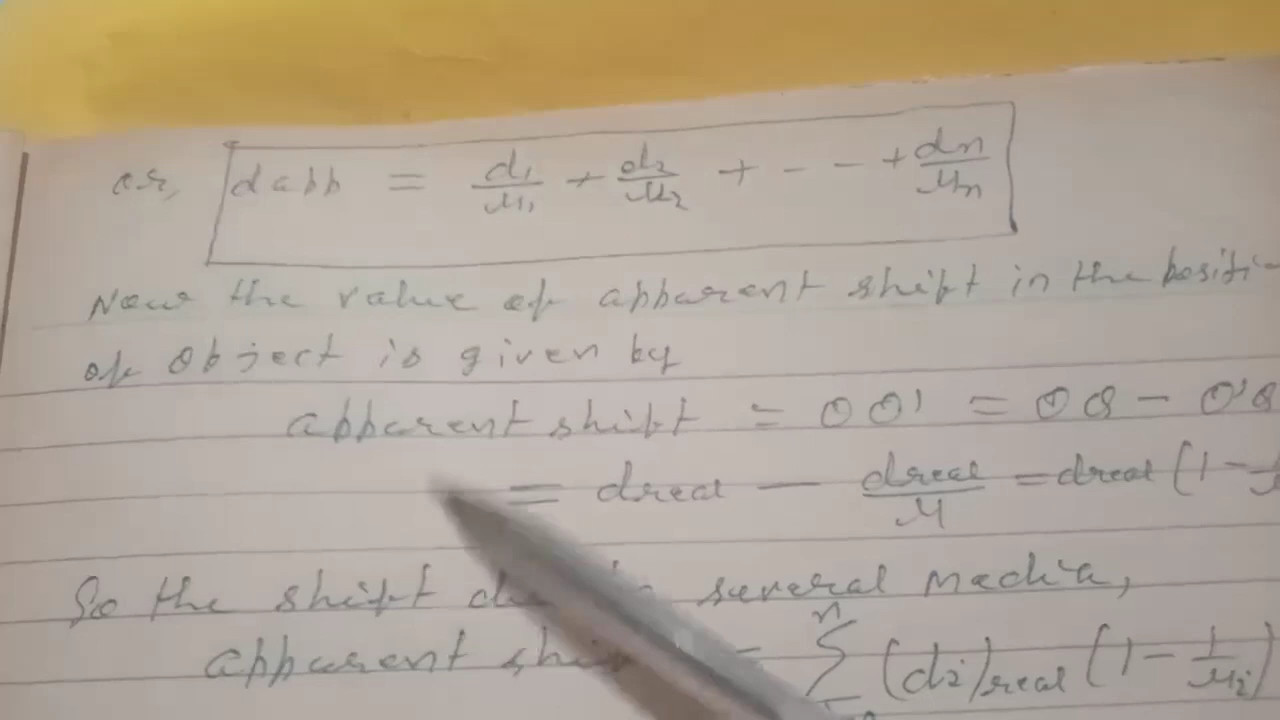 or, dapp = d1/μ1 + d2/μ2 + - - + dn/μn
Now the value of apparent shift in the positi
of object is given by
apparent shift = OO' = OQ - O'Q
= dreal - dreal/μ = dreal (1 -
So the shift several media,
apparent = n Σ (di)real (1 - 1/μi)